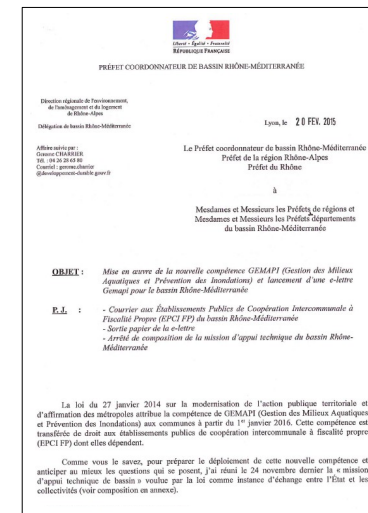 Liberté • Égalité • Fraternité
RÉPUBLIQUE FRANÇAISE
PRÉFET COORDONNATEUR DE BASSIN RHÔNE-MÉDITERRANÉE
Direction régionale de l'environnement,
de l'aménagement et du logement
de Rhône-Alpes
Délégation de bassin Rhône-Méditerranée
Affaire suivie par :
Gerome CHARRIER
Tél. : 04 26 28 65 80
Courriel : gerome.charrier
@developpement-durable.gouv.fr
Lyon, le 20 FEV. 2015
Le Préfet coordonnateur de bassin Rhône-Méditerranée
Préfet de la région Rhône-Alpes
Préfet du Rhône
à
Mesdames et Messieurs les Préfets de régions et
Mesdames et Messieurs les Préfets départements
du bassin Rhône-Méditerranée
OBJET : Mise en œuvre de la nouvelle compétence GEMAPI (Gestion des Milieux
Aquatiques et Prévention des Inondations) et lancement d'une e-lettre
Gemapi pour le bassin Rhône-Méditerranée
P.J. : - Courrier aux Établissements Publics de Coopération Intercommunale à
Fiscalité Propre (EPCI FP) du bassin Rhône-Méditerranée
- Sortie papier de la e-lettre
- Arrêté de composition de la mission d'appui technique du bassin Rhône-
Méditerranée
La loi du 27 janvier 2014 sur la modernisation de l'action publique territoriale et
d'affirmation des métropoles attribue la compétence de GEMAPI (Gestion des Milieux Aquatiques
et Prévention des Inondations) aux communes à partir du 1er janvier 2016. Cette compétence est
transférée de droit aux établissements publics de coopération intercommunale à fiscalité propre
(EPCI FP) dont elles dépendent.
Comme vous le savez, pour préparer le déploiement de cette nouvelle compétence et
anticiper au mieux les questions qui se posent, j'ai réuni le 24 novembre dernier la « mission
d'appui technique de bassin » voulue par la loi comme instance d'échange entre l'État et les
collectivités (voir composition en annexe).